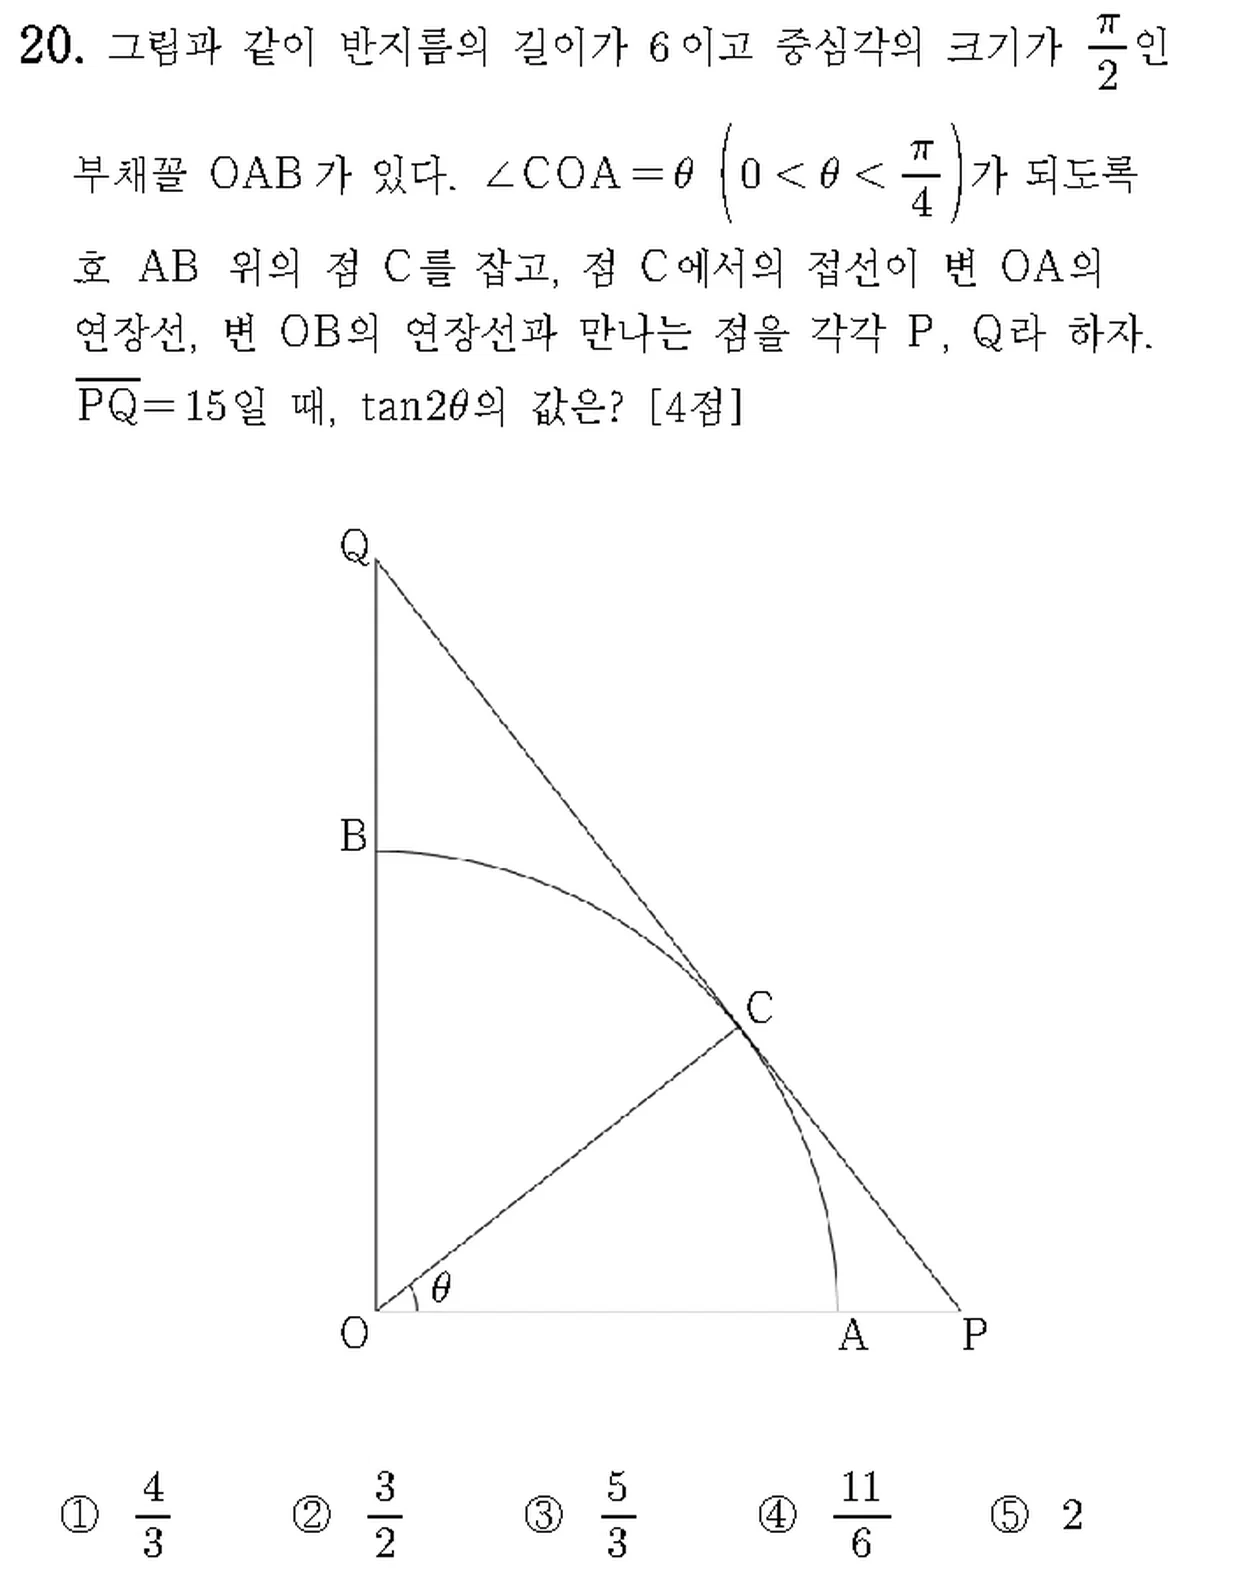 20. 그림과 같이 반지름의 길이가 6이고 중심각의 크기가 π/2인
부채꼴 OAB가 있다. ∠COA=θ (0<θ<π/4)가 되도록
호 AB 위의 점 C를 잡고, 점 C에서의 접선이 변 OA의
연장선, 변 OB의 연장선과 만나는 점을 각각 P, Q라 하자.
P̅Q̅=15일 때, tan2θ의 값은? [4점]
Q
B
C
θ
O A P
① 4/3 ② 3/2 ③ 5/3 ④ 11/6 ⑤ 2